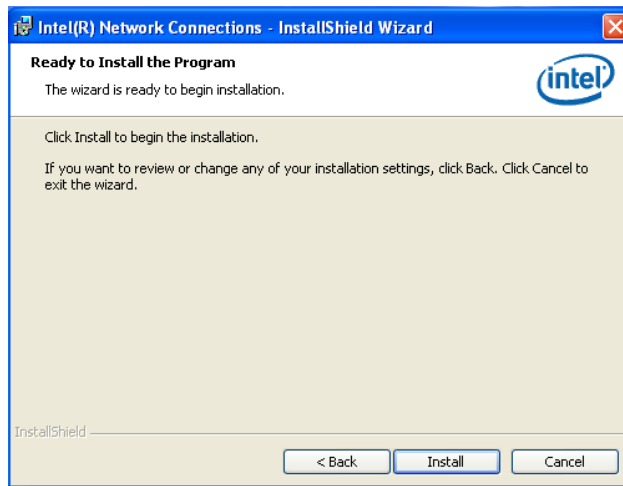 Intel(R) Network Connections - InstallShield Wizard
Ready to Install the Program
The wizard is ready to begin installation.
intel
Click Install to begin the installation.
If you want to review or change any of your installation settings, click Back. Click Cancel to
exit the wizard.
InstallShield
< Back
Install
Cancel